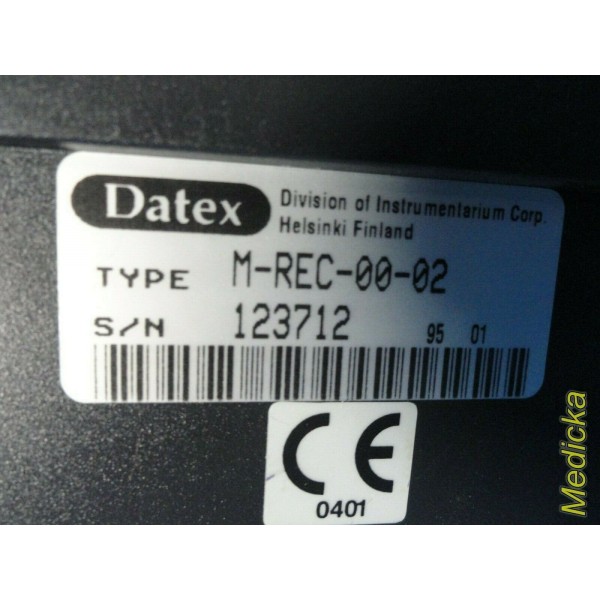 Datex
Division of Instrumentarium Corp.
Helsinki Finland
TYPE M-REC-00-02
S/N 123712 95 01
CE
0401
Medicka